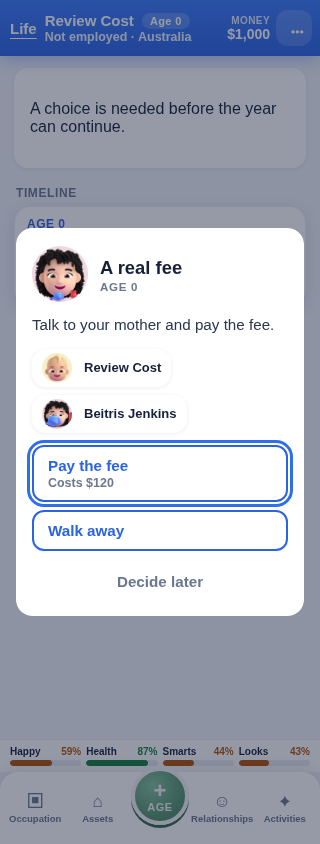 Life
Review Cost Age 0
Not employed · Australia
MONEY
$1,000
A choice is needed before the year
can continue.
TIMELINE
AGE 0
A real fee
AGE 0
Talk to your mother and pay the fee.
Review Cost
Beitris Jenkins
Pay the fee
Costs $120
Walk away
Decide later
Happy 59% Health 87% Smarts 44% Looks 43%
+
AGE
Occupation Assets Relationships Activities